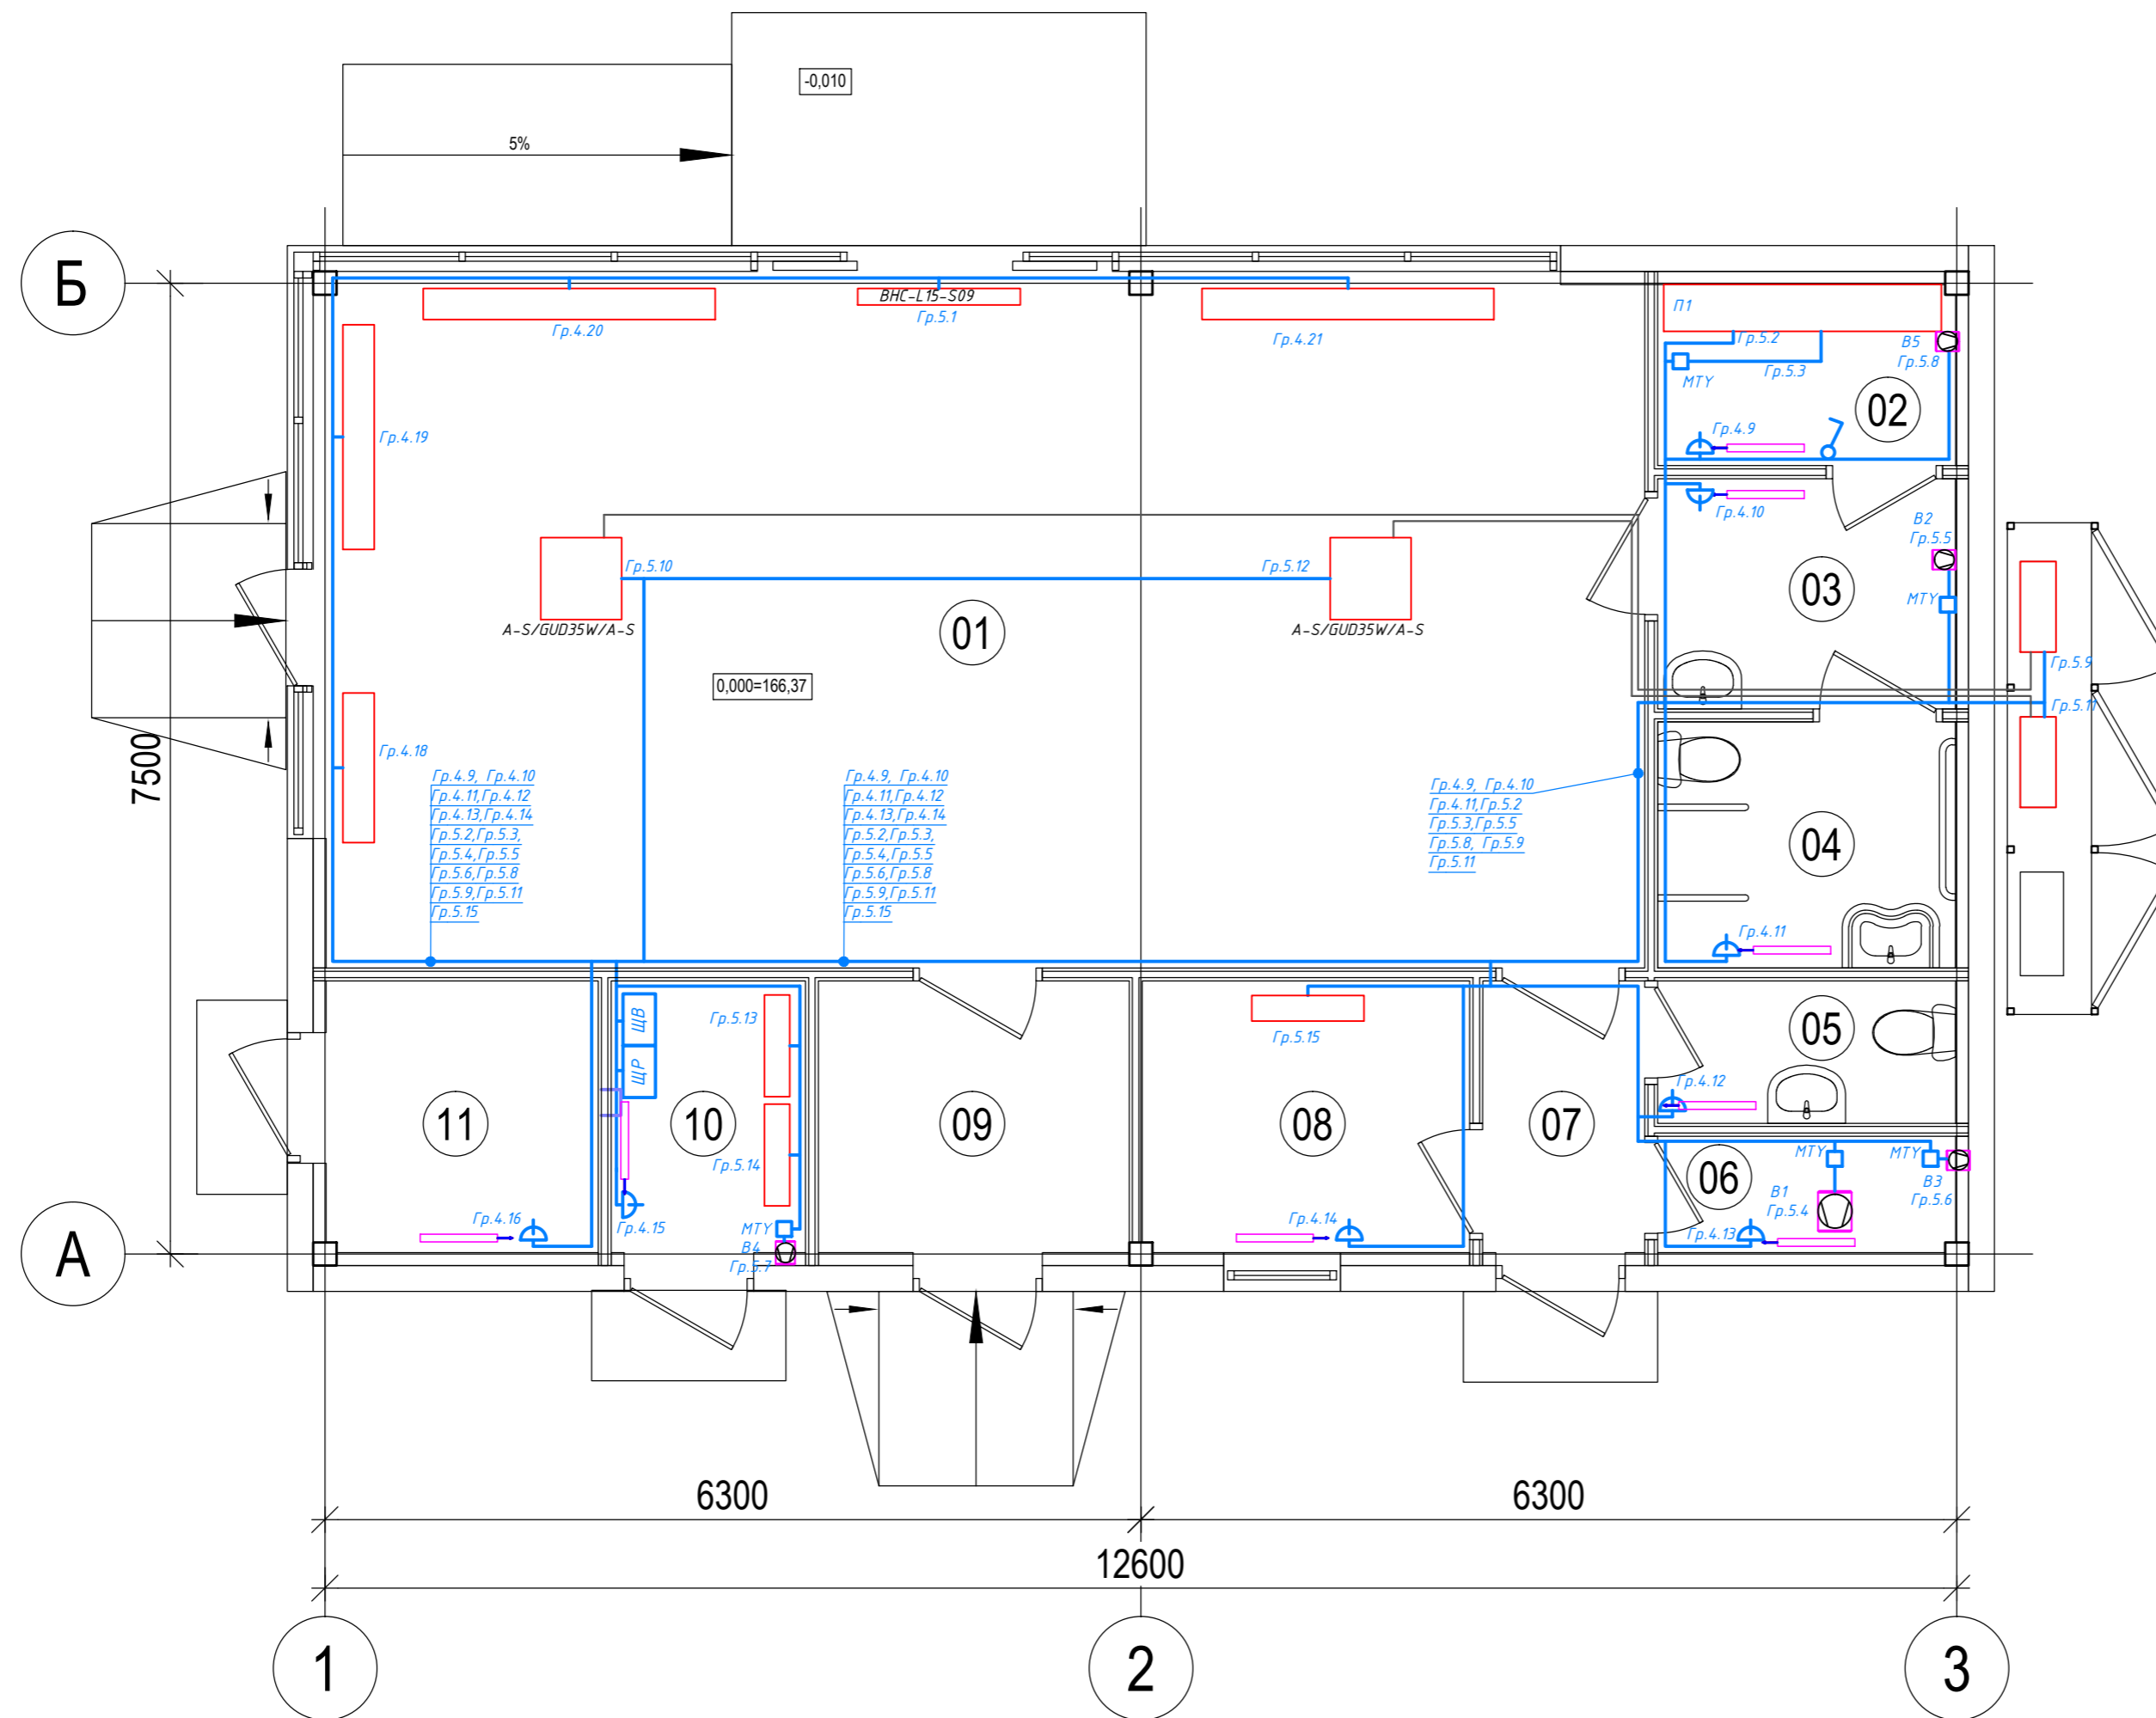 -0,010
5%
Б
BHC-L15-S09
Гр.5.1
Гр.4.20
Гр.4.21
П1
Гр.5.2
В5
Гр.5.8
Гр.5.3
МТУ
02
Гр.4.9
Гр.4.19
Гр.4.10
В2
Гр.5.5
Гр.5.10
Гр.5.12
03
МТУ
A-S/GUD35W/A-S
A-S/GUD35W/A-S
01
Гр.5.9
0,000=166,37
Гр.5.11
7500
Гр.4.18
Гр.4.9, Гр.4.10
Гр.4.11,Гр.4.12
Гр.4.13,Гр.4.14
Гр.5.2,Гр.5.3,
Гр.5.4,Гр.5.5
Гр.5.6,Гр.5.8
Гр.5.9,Гр.5.11
Гр.5.15
Гр.4.9, Гр.4.10
Гр.4.11,Гр.4.12
Гр.4.13,Гр.4.14
Гр.5.2,Гр.5.3,
Гр.5.4,Гр.5.5
Гр.5.6,Гр.5.8
Гр.5.9,Гр.5.11
Гр.5.15
Гр.4.9, Гр.4.10
Гр.4.11,Гр.5.2
Гр.5.3,Гр.5.5
Гр.5.8, Гр.5.9
Гр.5.11
04
Гр.4.11
ЩВ
ЩР
Гр.5.13
Гр.5.15
05
Гр.4.12
11
10
09
08
07
Гр.5.14
06
МТУ
МТУ
В1
Гр.5.4
В3
Гр.5.6
Гр.4.16
Гр.4.15
МТУ
В4
Гр.5.7
Гр.4.14
Гр.4.13
А
6300
6300
12600
1
2
3